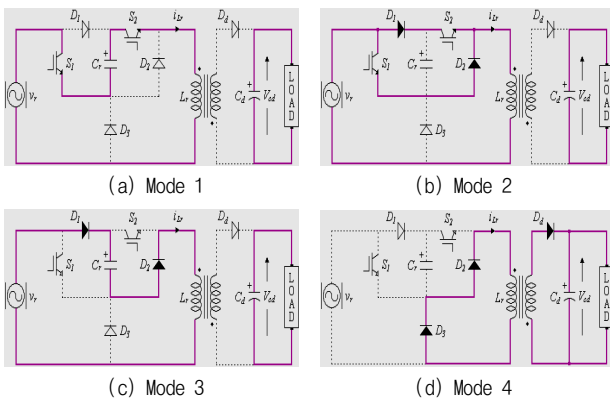 D1 S2 iLr Dd
S1 Cr D2 Lr Cd Vcd LOAD
vr
D3
(a) Mode 1
D1 S2 iLr Dd
S1 Cr D2 Lr Cd Vcd LOAD
vr
D3
(b) Mode 2
D1 S2 iLr Dd
S1 Cr D2 Lr Cd Vcd LOAD
vr
D3
(c) Mode 3
D1 S2 iLr Dd
S1 Cr D2 Lr Cd Vcd LOAD
vr
D3
(d) Mode 4